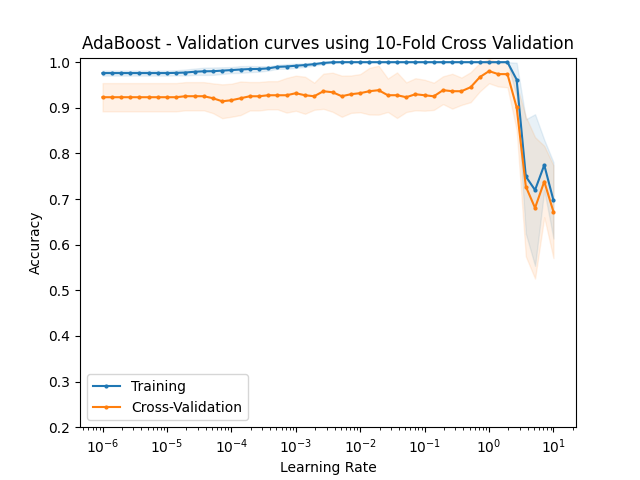 AdaBoost - Validation curves using 10-Fold Cross Validation
1.0
0.9
0.8
0.7
0.6
0.5
0.4
0.3
0.2
Accuracy
Training
Cross-Validation
10⁻⁶ 10⁻⁵ 10⁻⁴ 10⁻³ 10⁻² 10⁻¹ 10⁰ 10¹
Learning Rate